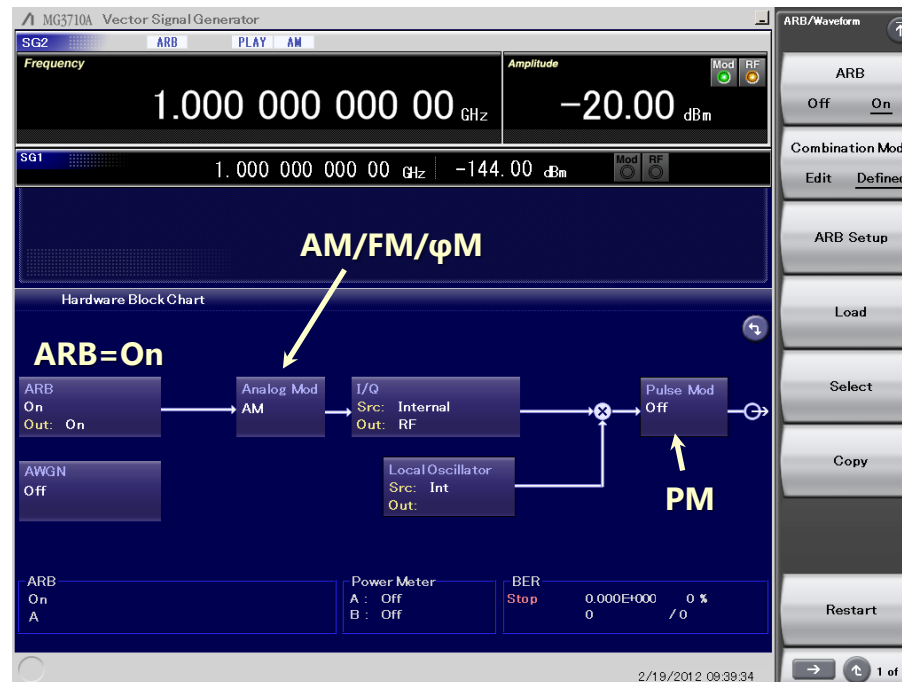 MG3710A Vector Signal Generator
SG2 ARB PLAY AM
Frequency
1.000 000 000 00 GHz
Amplitude
Mod RF
-20.00 dBm
SG1
1.000 000 000 00 GHz -144.00 dBm
Mod RF
AM/FM/φM
Hardware Block Chart
ARB=On
ARB
On
Out: On
Analog Mod
AM
I/Q
Src: Internal
Out: RF
Pulse Mod
Off
AWGN
Off
Local Oscillator
Src: Int
Out:
PM
ARB
On
A
Power Meter
A : Off
B : Off
BER
Stop 0.000E+000 0 %
0 / 0
2/19/2012 09:39:34
ARB/Waveform
ARB
Off On
Combination Mod
Edit Defined
ARB Setup
Load
Select
Copy
Restart
1 of